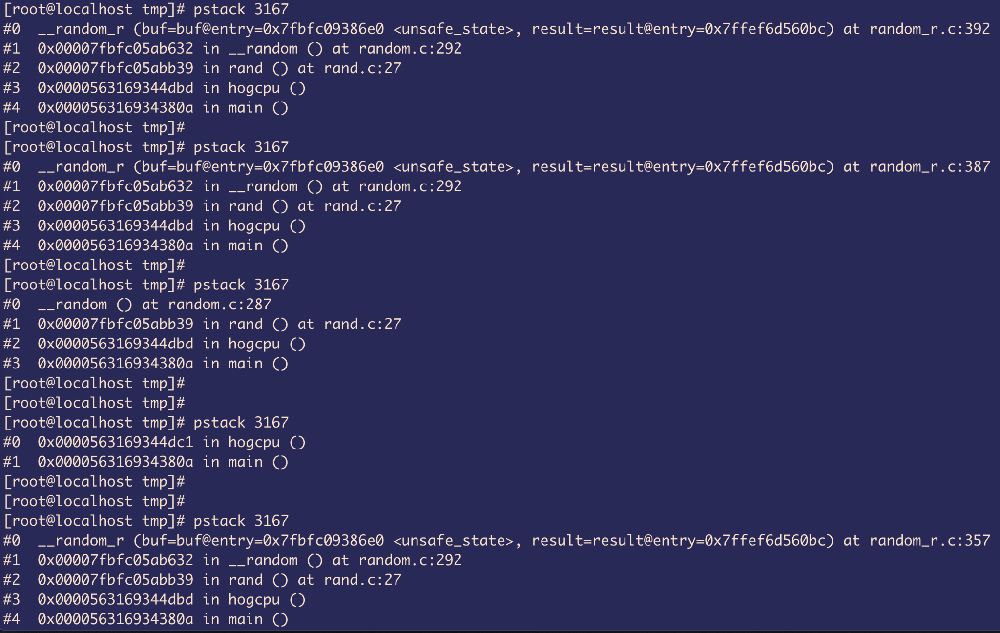 [root@localhost tmp]# pstack 3167
#0  __random_r (buf=buf@entry=0x7fbfc09386e0 <unsafe_state>, result=result@entry=0x7ffef6d560bc) at random_r.c:392
#1  0x00007fbfc05ab632 in __random () at random.c:292
#2  0x00007fbfc05abb39 in rand () at rand.c:27
#3  0x0000563169344dbd in hogcpu ()
#4  0x000056316934380a in main ()
[root@localhost tmp]#
[root@localhost tmp]# pstack 3167
#0  __random_r (buf=buf@entry=0x7fbfc09386e0 <unsafe_state>, result=result@entry=0x7ffef6d560bc) at random_r.c:387
#1  0x00007fbfc05ab632 in __random () at random.c:292
#2  0x00007fbfc05abb39 in rand () at rand.c:27
#3  0x0000563169344dbd in hogcpu ()
#4  0x000056316934380a in main ()
[root@localhost tmp]#
[root@localhost tmp]# pstack 3167
#0  __random () at random.c:287
#1  0x00007fbfc05abb39 in rand () at rand.c:27
#2  0x0000563169344dbd in hogcpu ()
#3  0x000056316934380a in main ()
[root@localhost tmp]#
[root@localhost tmp]#
[root@localhost tmp]# pstack 3167
#0  0x0000563169344dc1 in hogcpu ()
#1  0x000056316934380a in main ()
[root@localhost tmp]#
[root@localhost tmp]#
[root@localhost tmp]# pstack 3167
#0  __random_r (buf=buf@entry=0x7fbfc09386e0 <unsafe_state>, result=result@entry=0x7ffef6d560bc) at random_r.c:357
#1  0x00007fbfc05ab632 in __random () at random.c:292
#2  0x00007fbfc05abb39 in rand () at rand.c:27
#3  0x0000563169344dbd in hogcpu ()
#4  0x000056316934380a in main ()